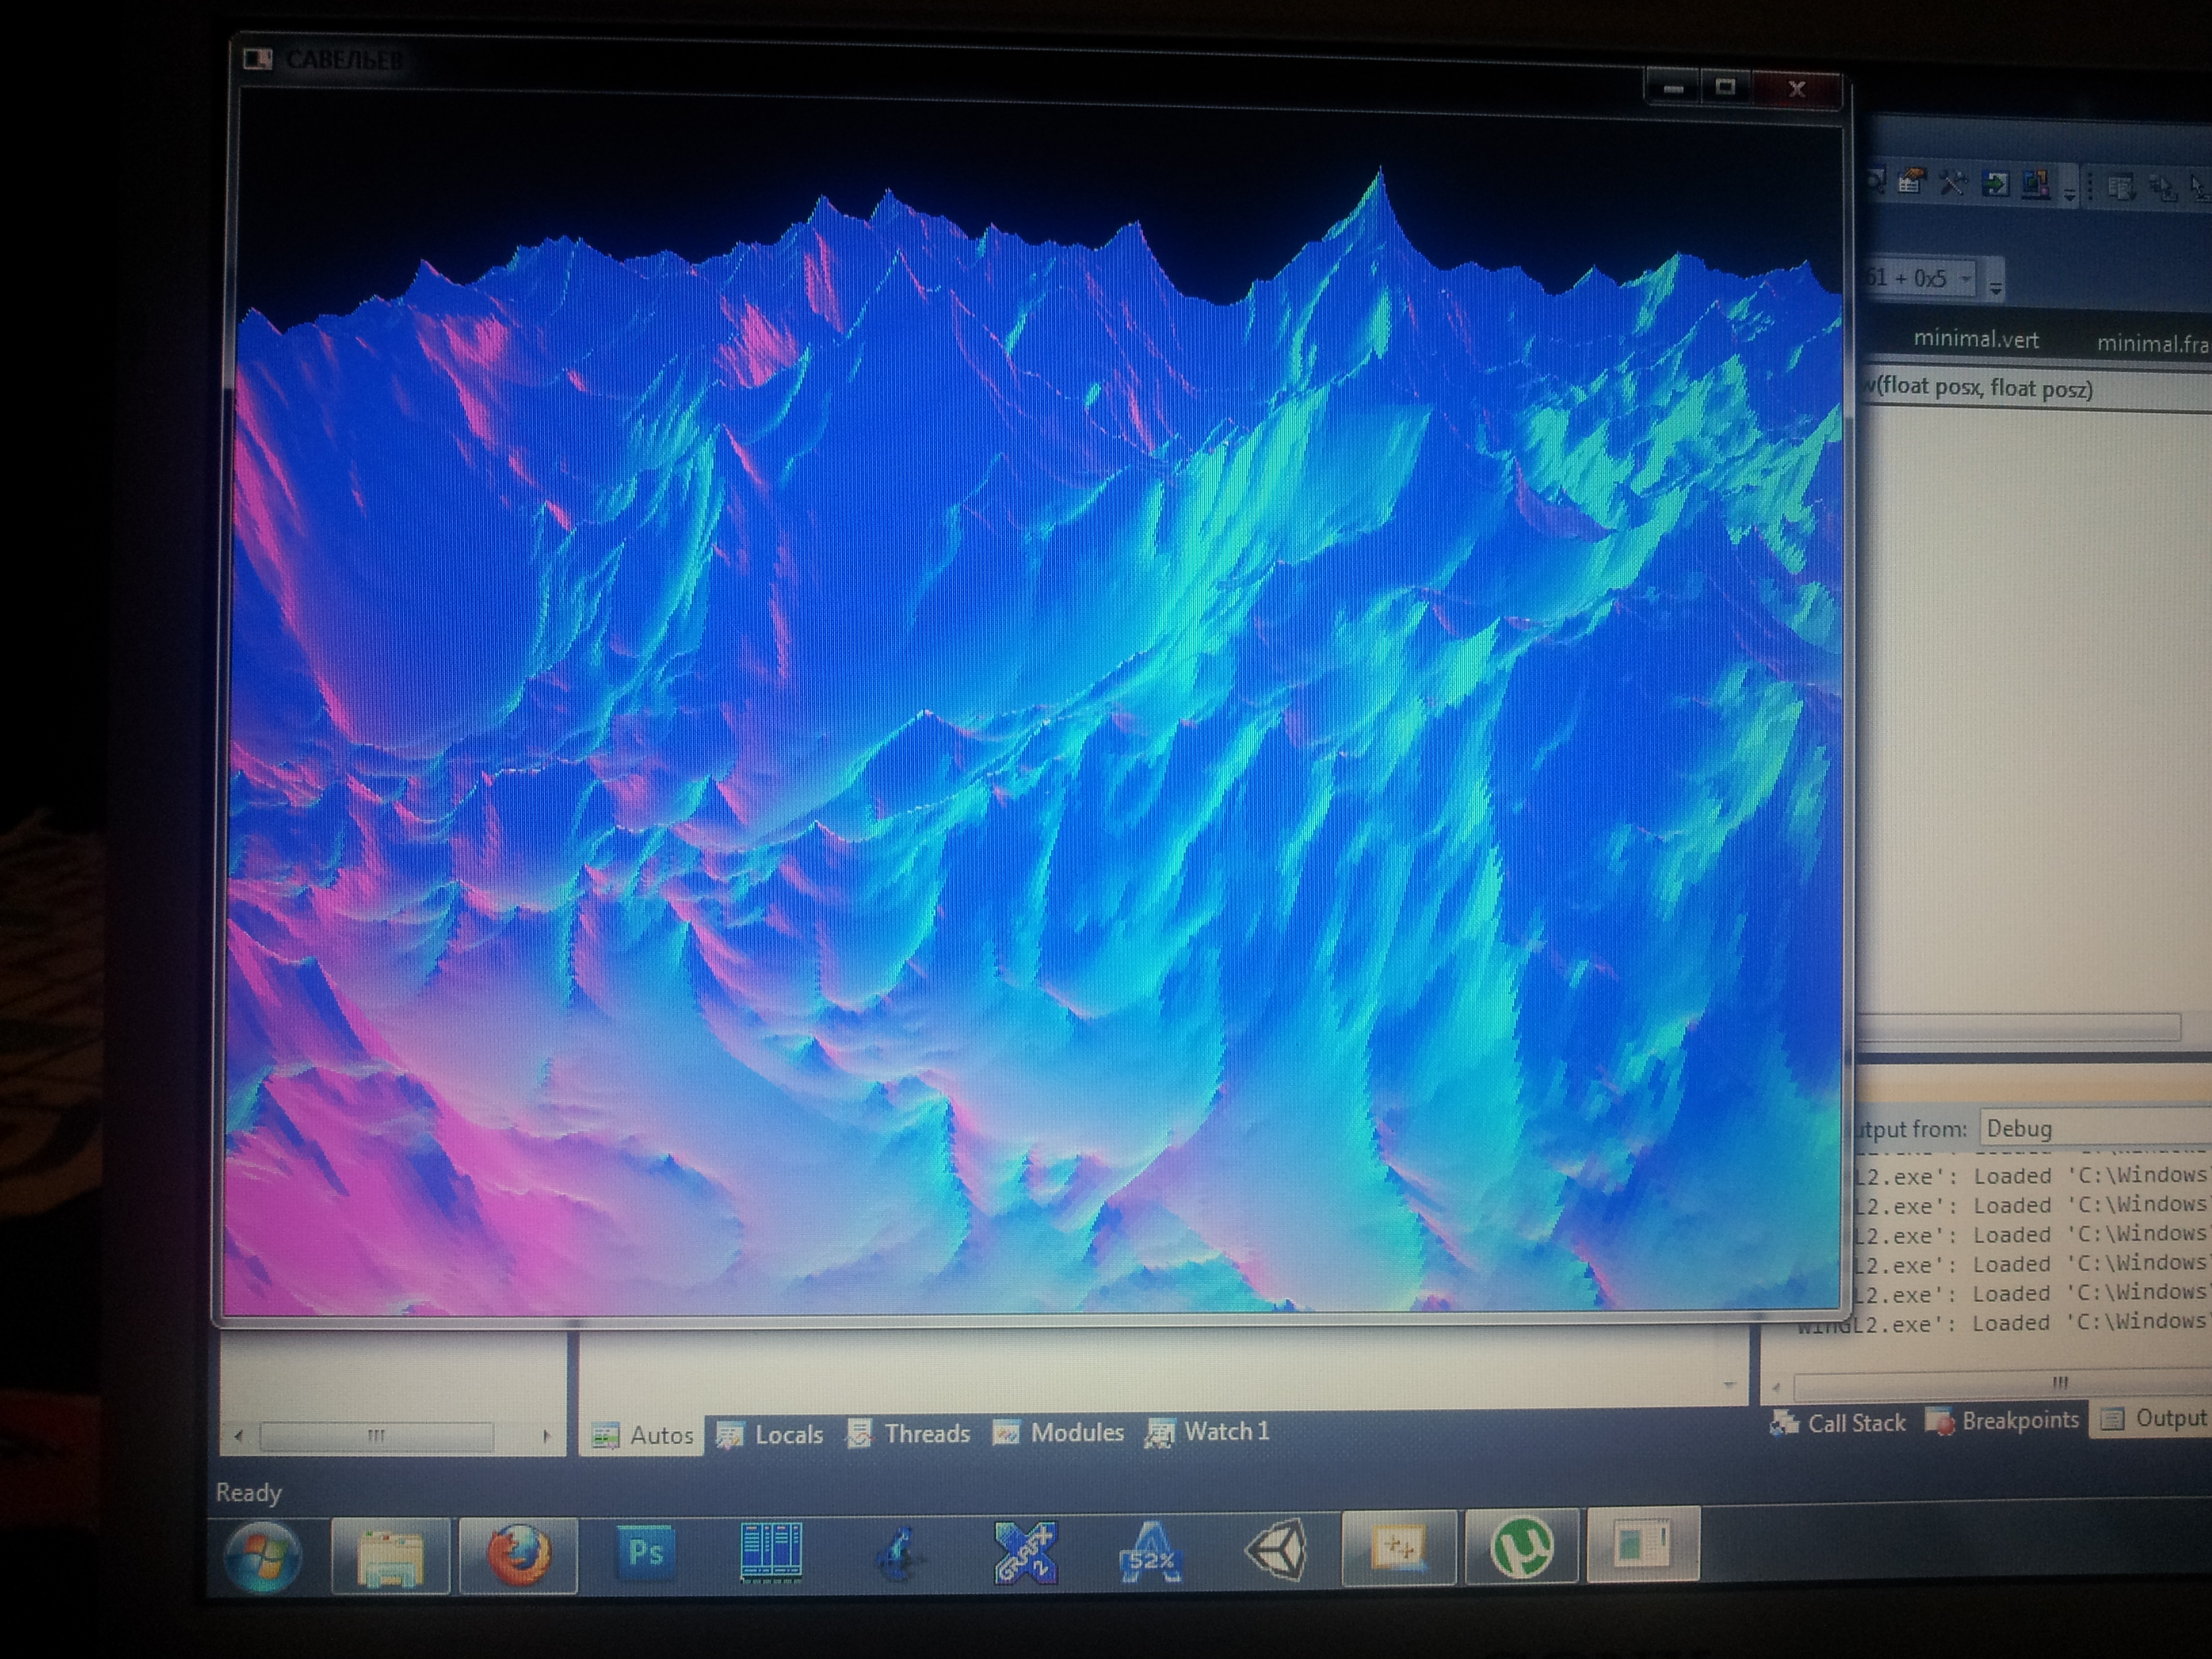 САВЕЛЬЕВ
61 + 0x5
minimal.vert minimal.fra
w(float posx, float posz)
utput from: Debug
L2.exe': Loaded 'C:\Windows
L2.exe': Loaded 'C:\Windows
L2.exe': Loaded 'C:\Windows
L2.exe': Loaded 'C:\Windows
L2.exe': Loaded 'C:\Windows
WinGL2.exe': Loaded 'C:\Windows
Autos Locals Threads Modules Watch 1
Call Stack Breakpoints Output
Ready
Ps
GRAFX2
52%
µ